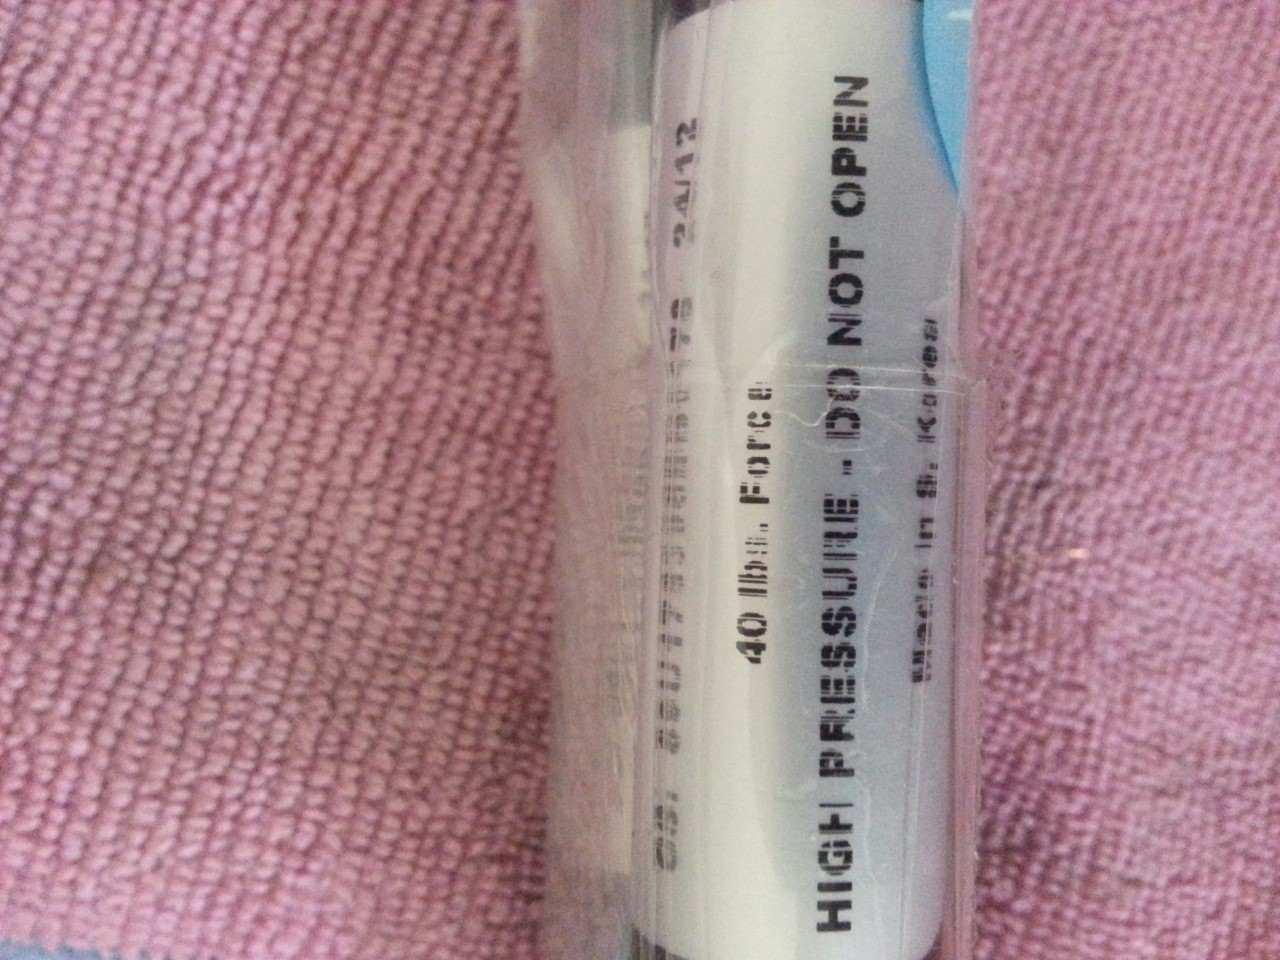 24/12
40 lbs. Force
HIGH PRESSURE - DO NOT OPEN
Made in S. Korea